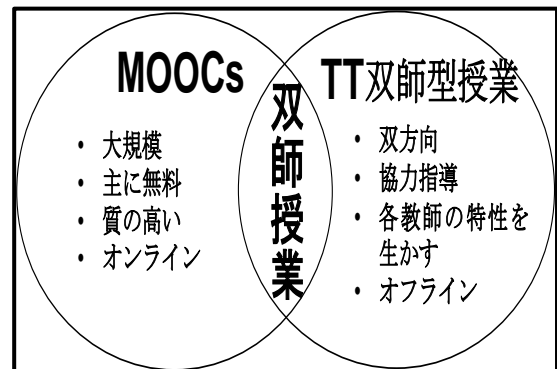 MOOCs
・ 大規模
・ 主に無料
・ 質の高い
・ オンライン
双師授業
TT双師型授業
・ 双方向
・ 協力指導
・ 各教師の特性を
生かす
・ オフライン